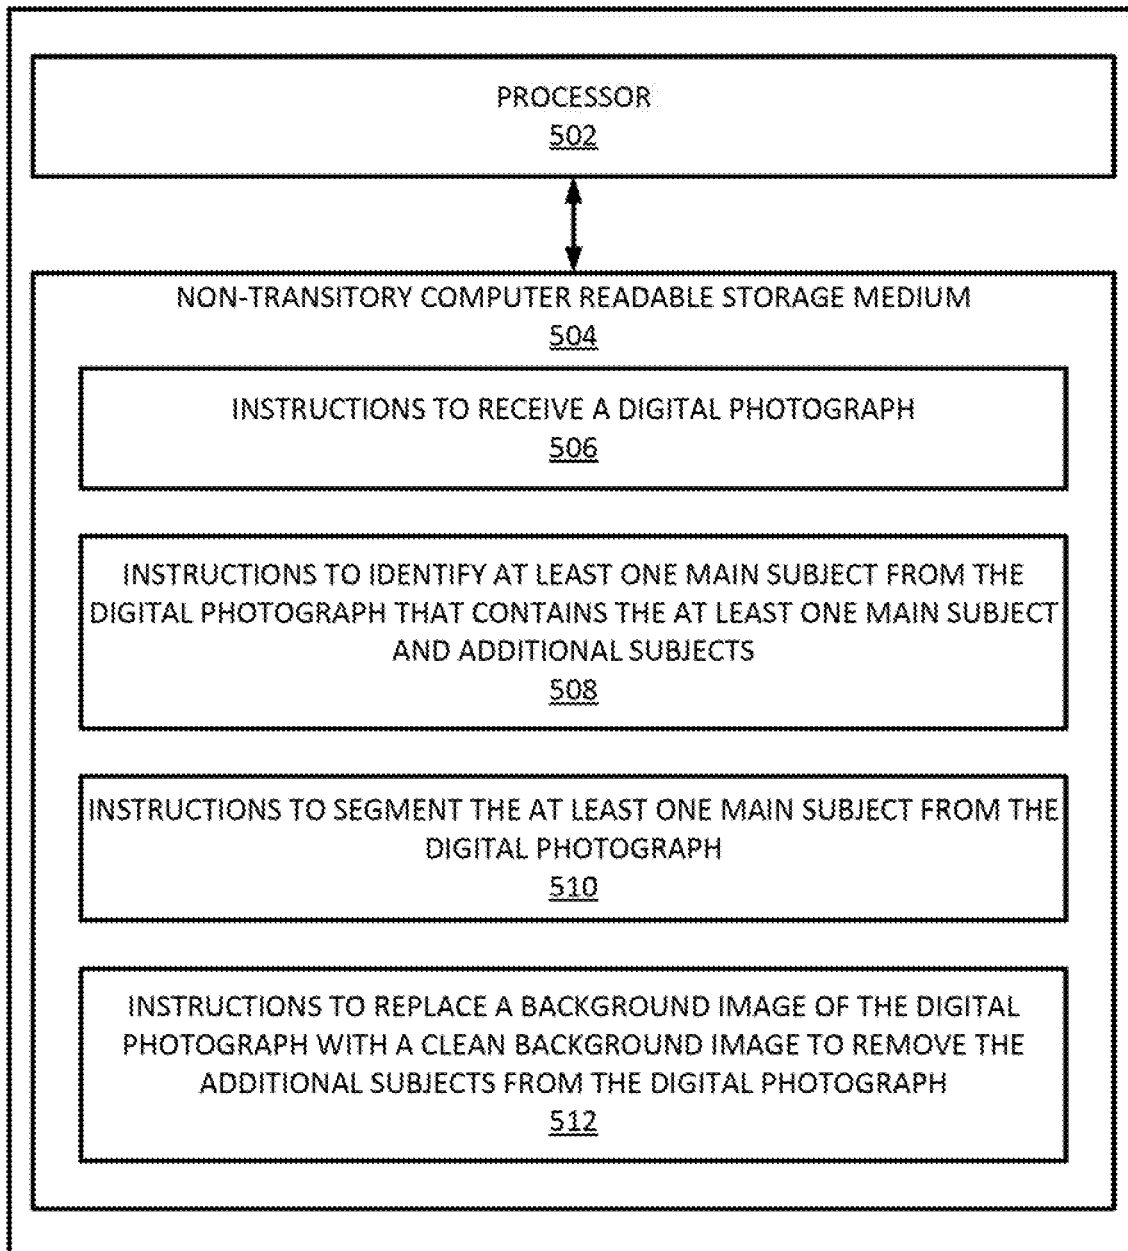 PROCESSOR
502
NON-TRANSITORY COMPUTER READABLE STORAGE MEDIUM
504
INSTRUCTIONS TO RECEIVE A DIGITAL PHOTOGRAPH
506
INSTRUCTIONS TO IDENTIFY AT LEAST ONE MAIN SUBJECT FROM THE
DIGITAL PHOTOGRAPH THAT CONTAINS THE AT LEAST ONE MAIN SUBJECT
AND ADDITIONAL SUBJECTS
508
INSTRUCTIONS TO SEGMENT THE AT LEAST ONE MAIN SUBJECT FROM THE
DIGITAL PHOTOGRAPH
510
INSTRUCTIONS TO REPLACE A BACKGROUND IMAGE OF THE DIGITAL
PHOTOGRAPH WITH A CLEAN BACKGROUND IMAGE TO REMOVE THE
ADDITIONAL SUBJECTS FROM THE DIGITAL PHOTOGRAPH
512